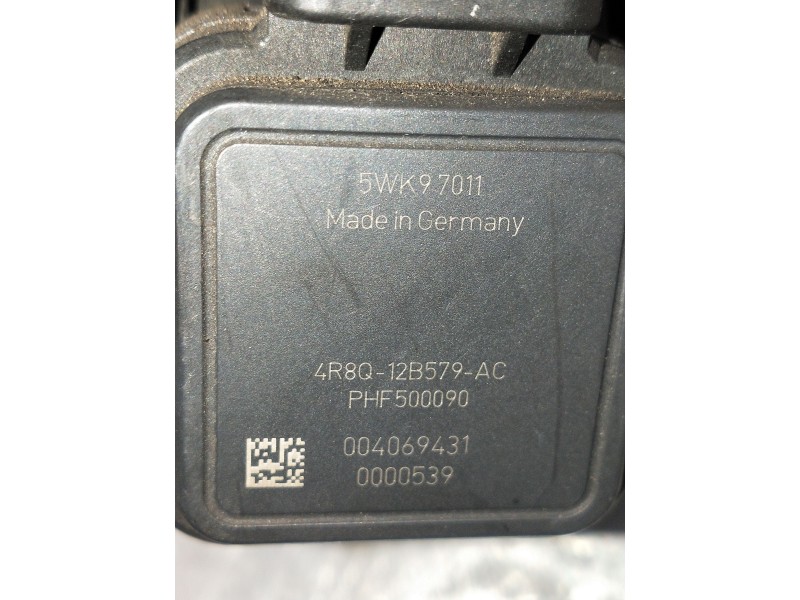 5WK9 7011
Made in Germany
4R8Q-12B579-AC
PHF500090
004069431
0000539